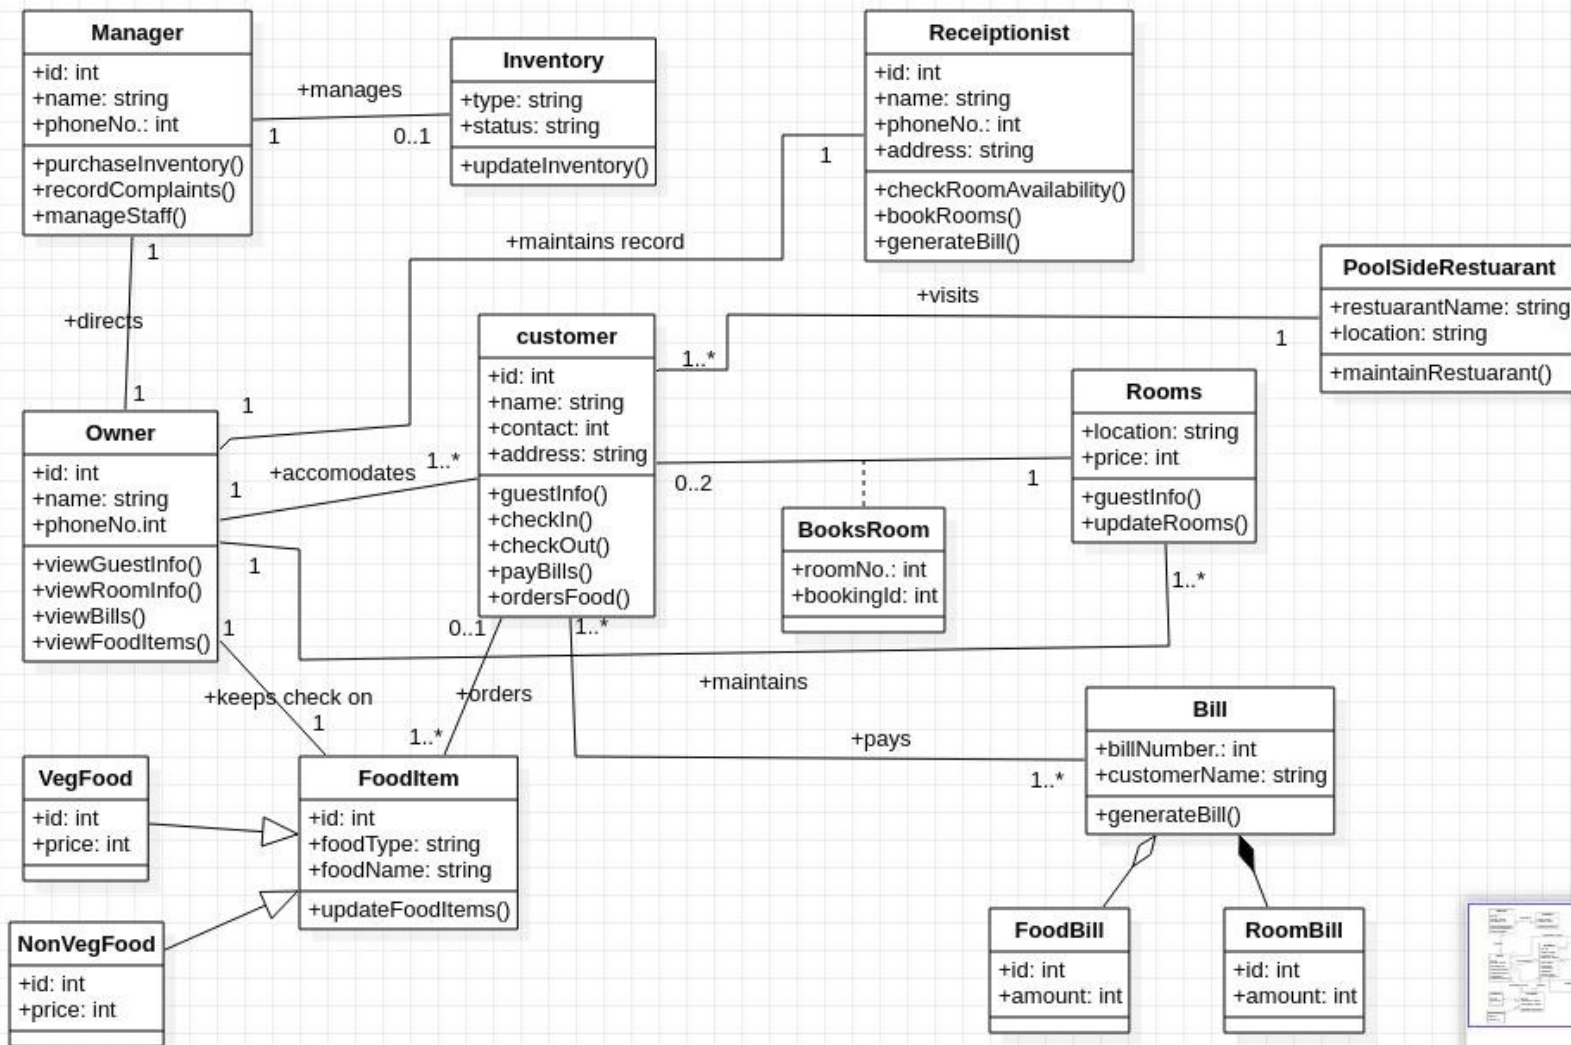 Manager
+id: int
+name: string
+phoneNo.: int
+purchaseInventory()
+recordComplaints()
+manageStaff()
+manages
1
0..1
Inventory
+type: string
+status: string
+updateInventory()
Receiptionist
+id: int
+name: string
+phoneNo.: int
+address: string
+checkRoomAvailability()
+bookRooms()
+generateBill()
1
+maintains record
1
1
+directs
1
+visits
1..*
1
PoolSideRestuarant
+restuarantName: string
+location: string
+maintainRestuarant()
customer
+id: int
+name: string
+contact: int
+address: string
+guestInfo()
+checkIn()
+checkOut()
+payBills()
+ordersFood()
Rooms
+location: string
+price: int
+guestInfo()
+updateRooms()
Owner
+id: int
+name: string
+phoneNo.int
+viewGuestInfo()
+viewRoomInfo()
+viewBills()
+viewFoodItems()
+accomodates
1..*
1
0..2
1
BooksRoom
+roomNo.: int
+bookingId: int
1
1..*
+maintains
1
+keeps check on
1
0..1
+orders
1..*
1..*
+pays
1..*
Bill
+billNumber.: int
+customerName: string
+generateBill()
VegFood
+id: int
+price: int
FoodItem
+id: int
+foodType: string
+foodName: string
+updateFoodItems()
NonVegFood
+id: int
+price: int
FoodBill
+id: int
+amount: int
RoomBill
+id: int
+amount: int